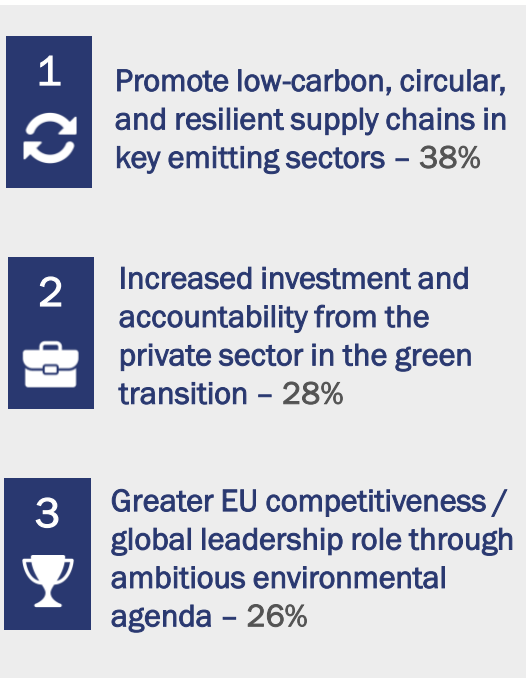 1
Promote low-carbon, circular,
and resilient supply chains in
key emitting sectors – 38%
2
Increased investment and
accountability from the
private sector in the green
transition – 28%
3
Greater EU competitiveness /
global leadership role through
ambitious environmental
agenda – 26%